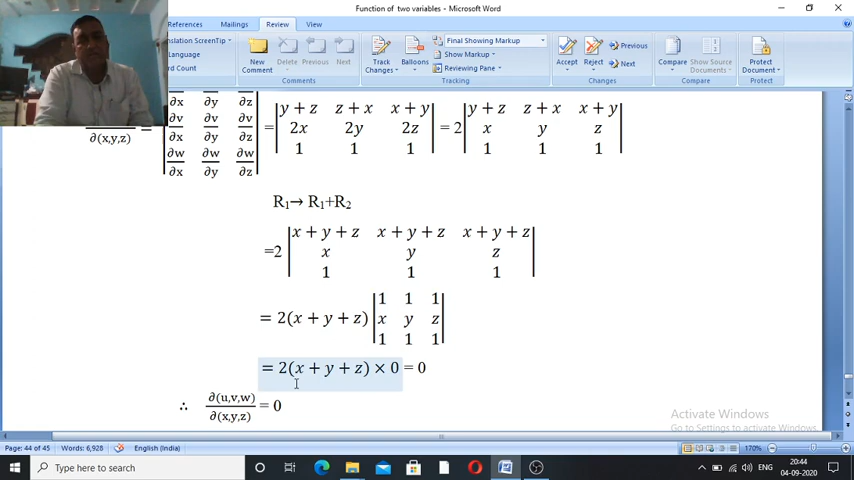 Function of two variables - Microsoft Word
References Mailings Review View
Translation ScreenTip
Language
Word Count
New Comment
Delete
Previous
Next
Comments
Track Changes
Balloons
Final Showing Markup
Show Markup
Reviewing Pane
Tracking
Accept
Reject
Previous
Next
Changes
Compare
Show Source Documents
Compare
Protect Document
Protect
∂(x,y,z) = | ∂x ∂y ∂z | = | y + z z + x x + y | = 2 | y + z z + x x + y |
| ∂v/∂x ∂v/∂y ∂v/∂z | | 2x 2y 2z | | x y z |
| ∂w/∂x ∂w/∂y ∂w/∂z | | 1 1 1 | | 1 1 1 |
R₁→ R₁+R₂
=2 | x + y + z x + y + z x + y + z |
| x y z |
| 1 1 1 |
= 2(x + y + z) | 1 1 1 |
| x y z |
| 1 1 1 |
= 2(x + y + z) × 0 = 0
∴ ∂(u,v,w)/∂(x,y,z) = 0
Activate Windows
Go to Settings to activate Windows.
Page: 44 of 45 Words: 6,928 English (India) 170%
Type here to search
ENG
20:44
04-09-2020